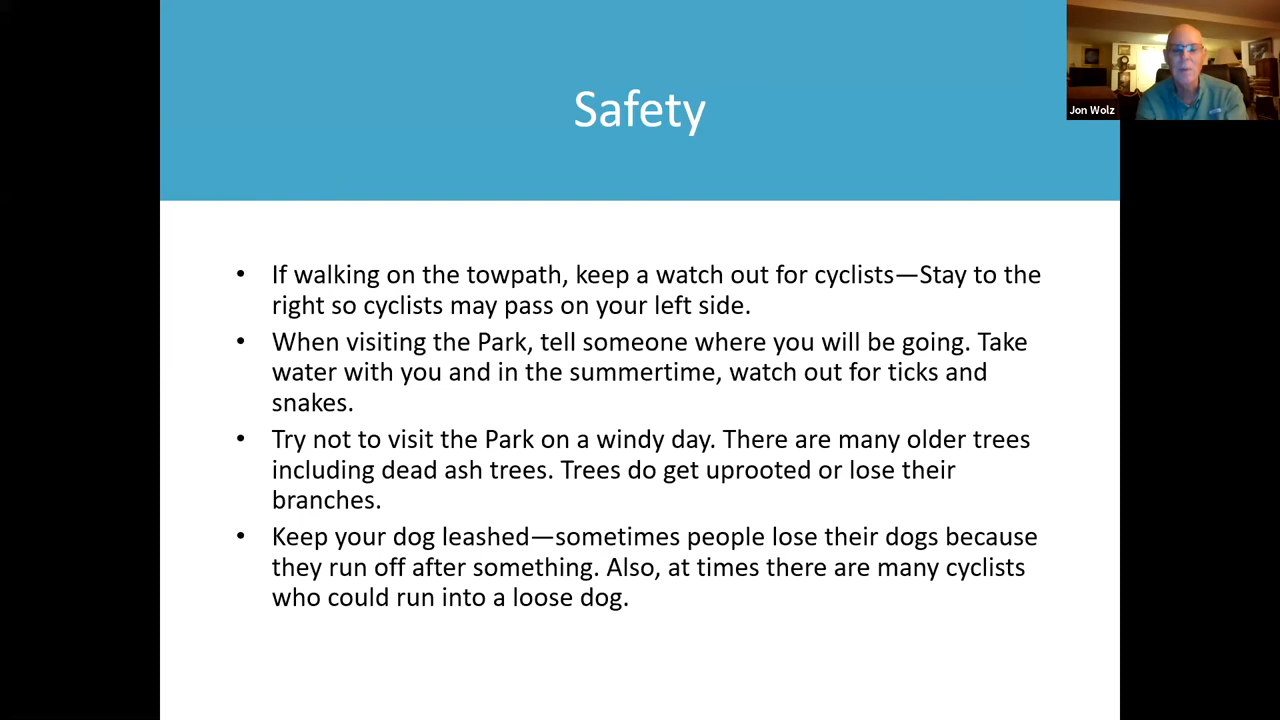 Safety
Jon Wolz
• If walking on the towpath, keep a watch out for cyclists—Stay to the
right so cyclists may pass on your left side.
• When visiting the Park, tell someone where you will be going. Take
water with you and in the summertime, watch out for ticks and
snakes.
• Try not to visit the Park on a windy day. There are many older trees
including dead ash trees. Trees do get uprooted or lose their
branches.
• Keep your dog leashed—sometimes people lose their dogs because
they run off after something. Also, at times there are many cyclists
who could run into a loose dog.